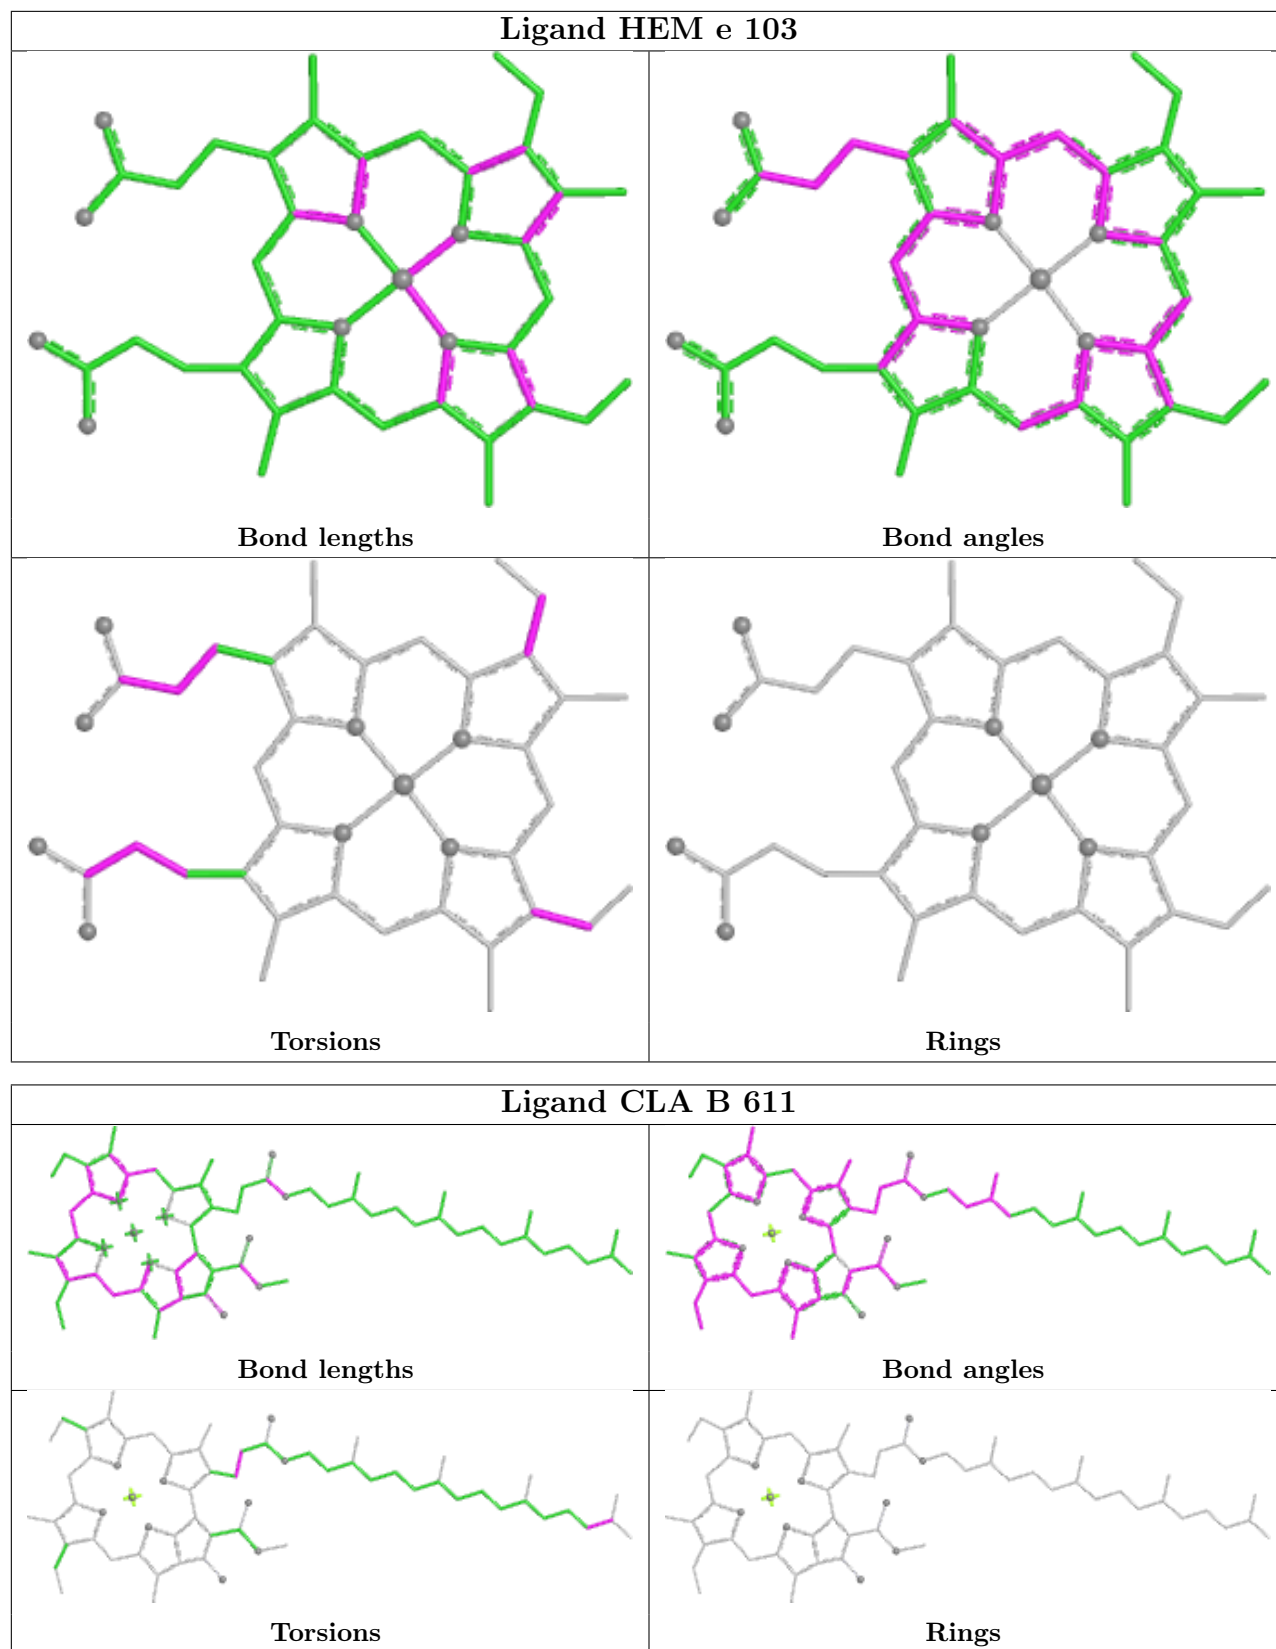 Ligand HEM e 103
Bond lengths
Bond angles
Torsions
Rings
Ligand CLA B 611
Bond lengths
Bond angles
Torsions
Rings